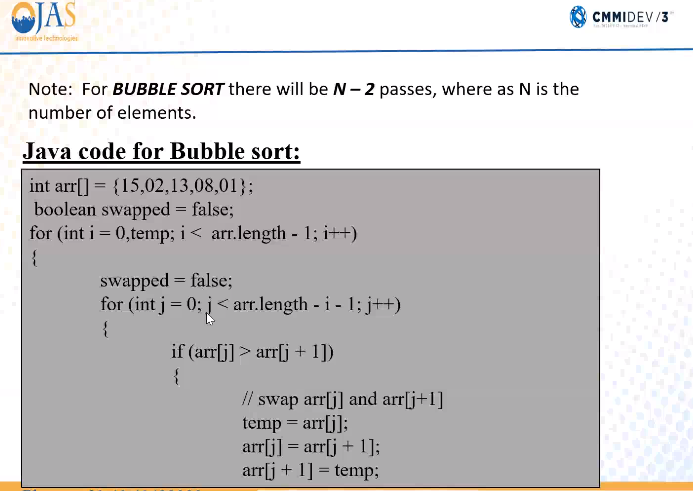 OJAS
innovative technologies
CMMIDEV/3
Note: For BUBBLE SORT there will be N – 2 passes, where as N is the
number of elements.
Java code for Bubble sort:
int arr[] = {15,02,13,08,01};
boolean swapped = false;
for (int i = 0,temp; i < arr.length - 1; i++)
{
swapped = false;
for (int j = 0; j < arr.length - i - 1; j++)
{
if (arr[j] > arr[j + 1])
{
// swap arr[j] and arr[j+1]
temp = arr[j];
arr[j] = arr[j + 1];
arr[j + 1] = temp;